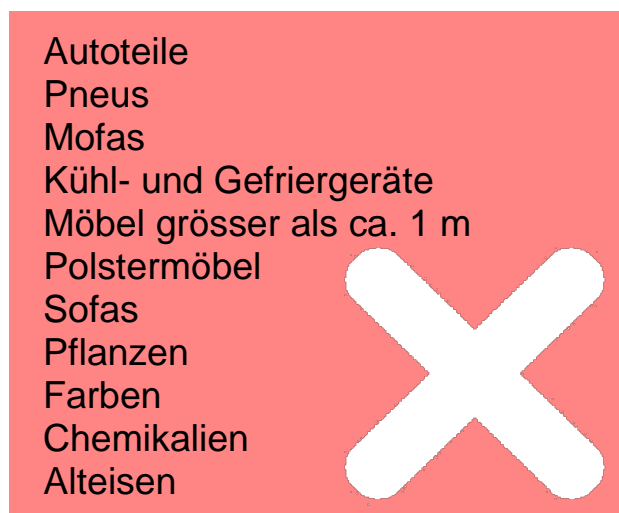 Autoteile
Pneus
Mofas
Kühl- und Gefriergeräte
Möbel grösser als ca. 1 m
Polstermöbel
Sofas
Pflanzen
Farben
Chemikalien
Alteisen